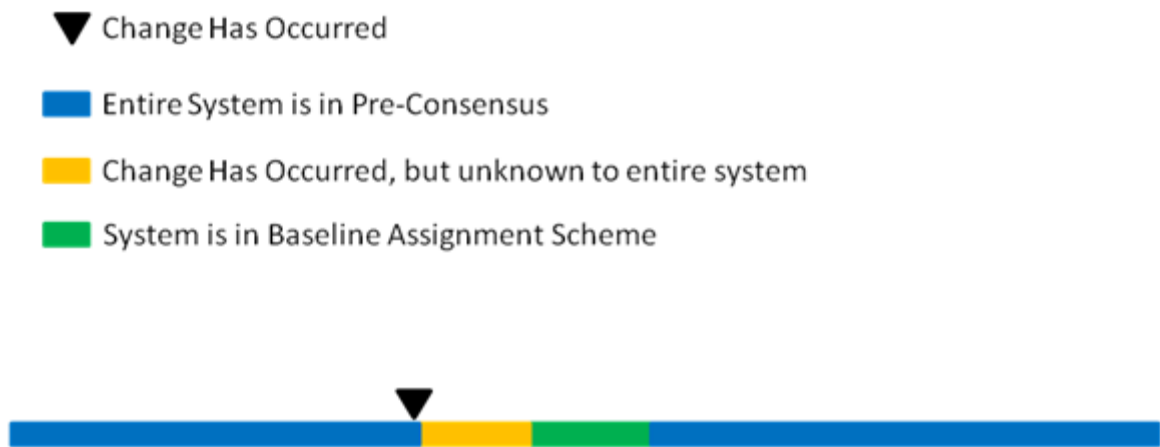 Change Has Occurred
Entire System is in Pre-Consensus
Change Has Occurred, but unknown to entire system
System is in Baseline Assignment Scheme